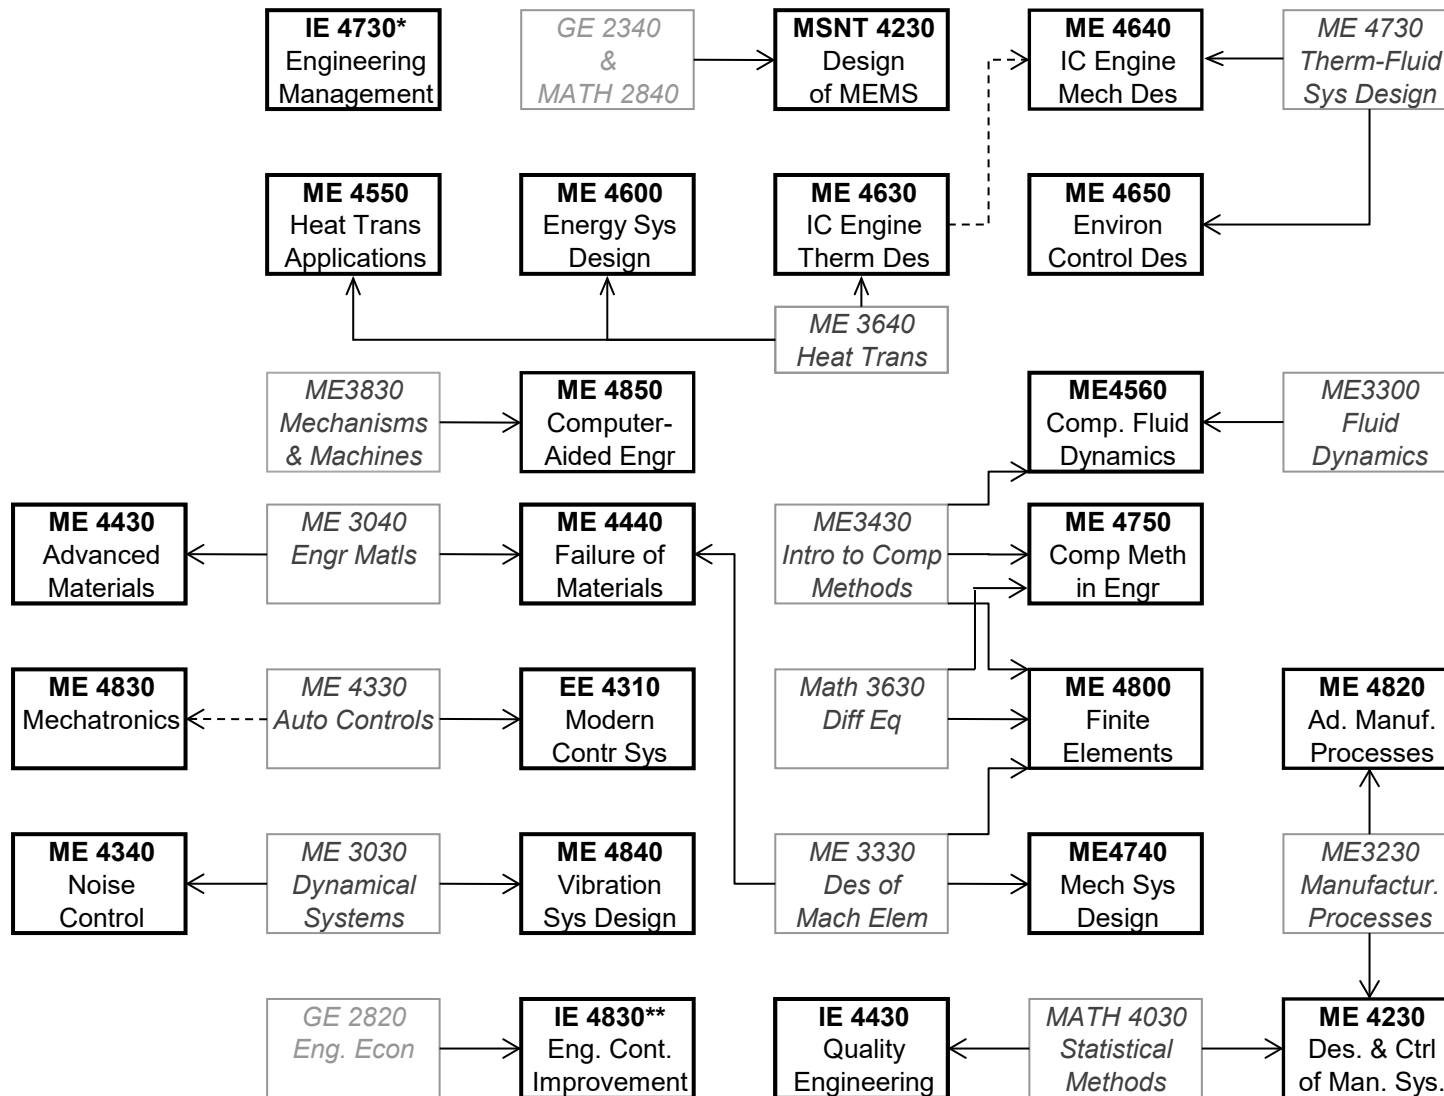 IE 4730*
Engineering
Management
GE 2340
&
MATH 2840
MSNT 4230
Design
of MEMS
ME 4640
IC Engine
Mech Des
ME 4730
Therm-Fluid
Sys Design
ME 4550
Heat Trans
Applications
ME 4600
Energy Sys
Design
ME 4630
IC Engine
Therm Des
ME 4650
Environ
Control Des
ME 3640
Heat Trans
ME3830
Mechanisms
& Machines
ME 4850
Computer-
Aided Engr
ME4560
Comp. Fluid
Dynamics
ME3300
Fluid
Dynamics
ME 4430
Advanced
Materials
ME 3040
Engr Matls
ME 4440
Failure of
Materials
ME3430
Intro to Comp
Methods
ME 4750
Comp Meth
in Engr
ME 4830
Mechatronics
ME 4330
Auto Controls
EE 4310
Modern
Contr Sys
Math 3630
Diff Eq
ME 4800
Finite
Elements
ME 4820
Ad. Manuf.
Processes
ME 4340
Noise
Control
ME 3030
Dynamical
Systems
ME 4840
Vibration
Sys Design
ME 3330
Des of
Mach Elem
ME4740
Mech Sys
Design
ME3230
Manufactur.
Processes
GE 2820
Eng. Econ
IE 4830**
Eng. Cont.
Improvement
IE 4430
Quality
Engineering
MATH 4030
Statistical
Methods
ME 4230
Des. & Ctrl
of Man. Sys.